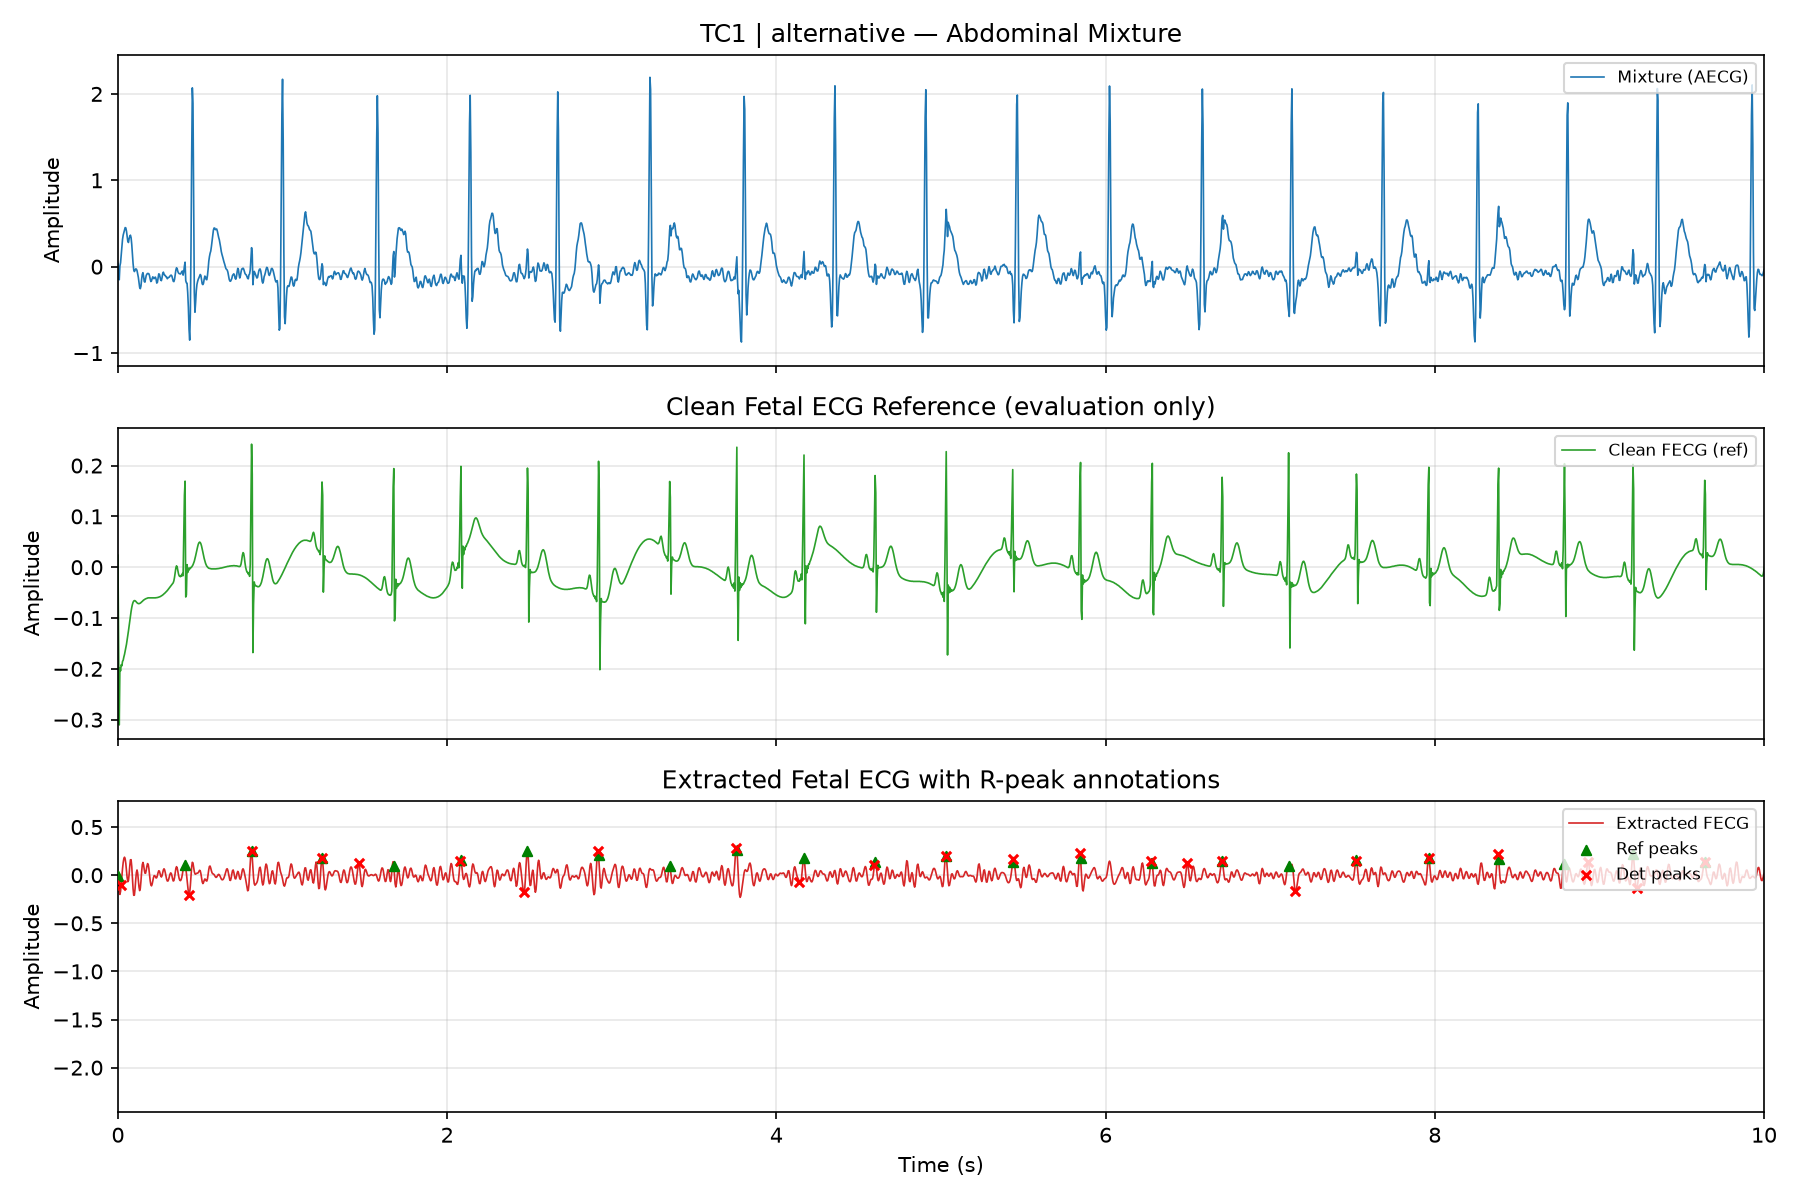 TC1 | alternative — Abdominal Mixture
Amplitude
2
1
0
−1
Mixture (AECG)
Clean Fetal ECG Reference (evaluation only)
Amplitude
0.2
0.1
0.0
−0.1
−0.2
−0.3
Clean FECG (ref)
Extracted Fetal ECG with R-peak annotations
Amplitude
0.5
0.0
−0.5
−1.0
−1.5
−2.0
Extracted FECG
Ref peaks
Det peaks
0 2 4 6 8 10
Time (s)